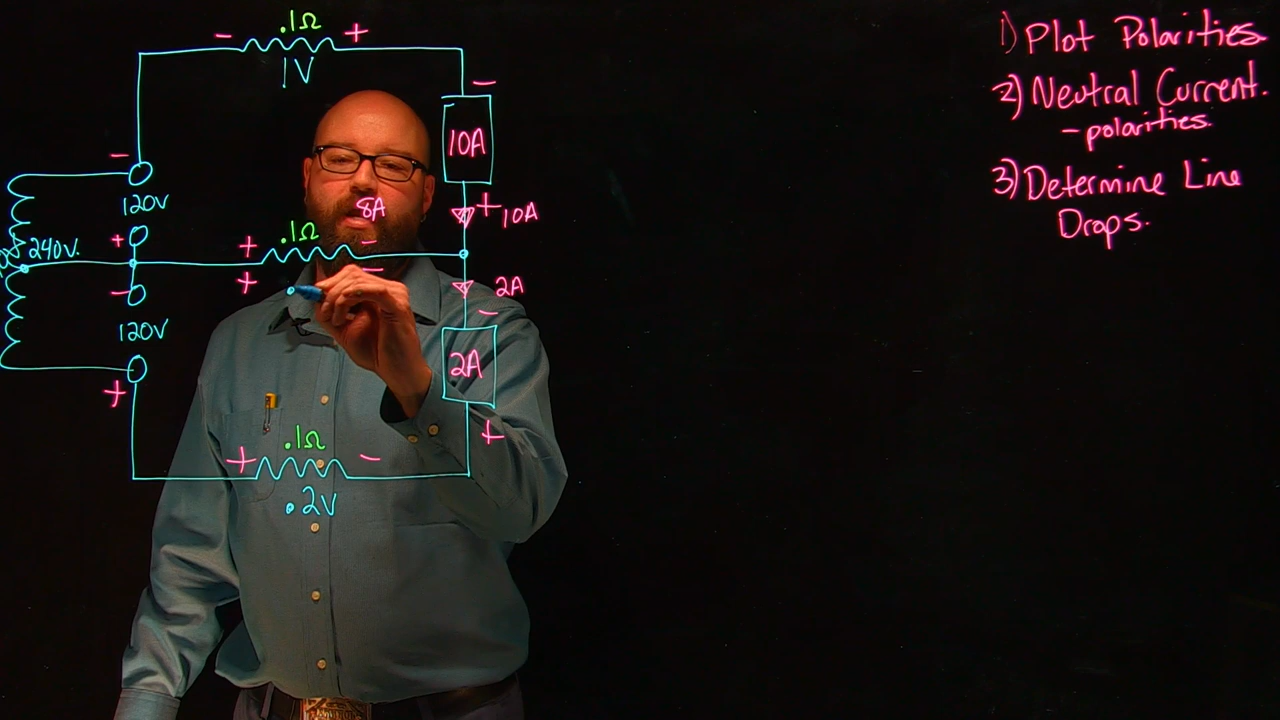 .1Ω
- +
1V
-
10A
-
120V
8A
+ 10A
+ .1Ω -
240V.
+ -
- 2A
-
120V
2A
+
+
.1Ω
+ -
.2V
1) Plot Polarities
2) Neutral Current.
- polarities.
3) Determine Line
Drops.